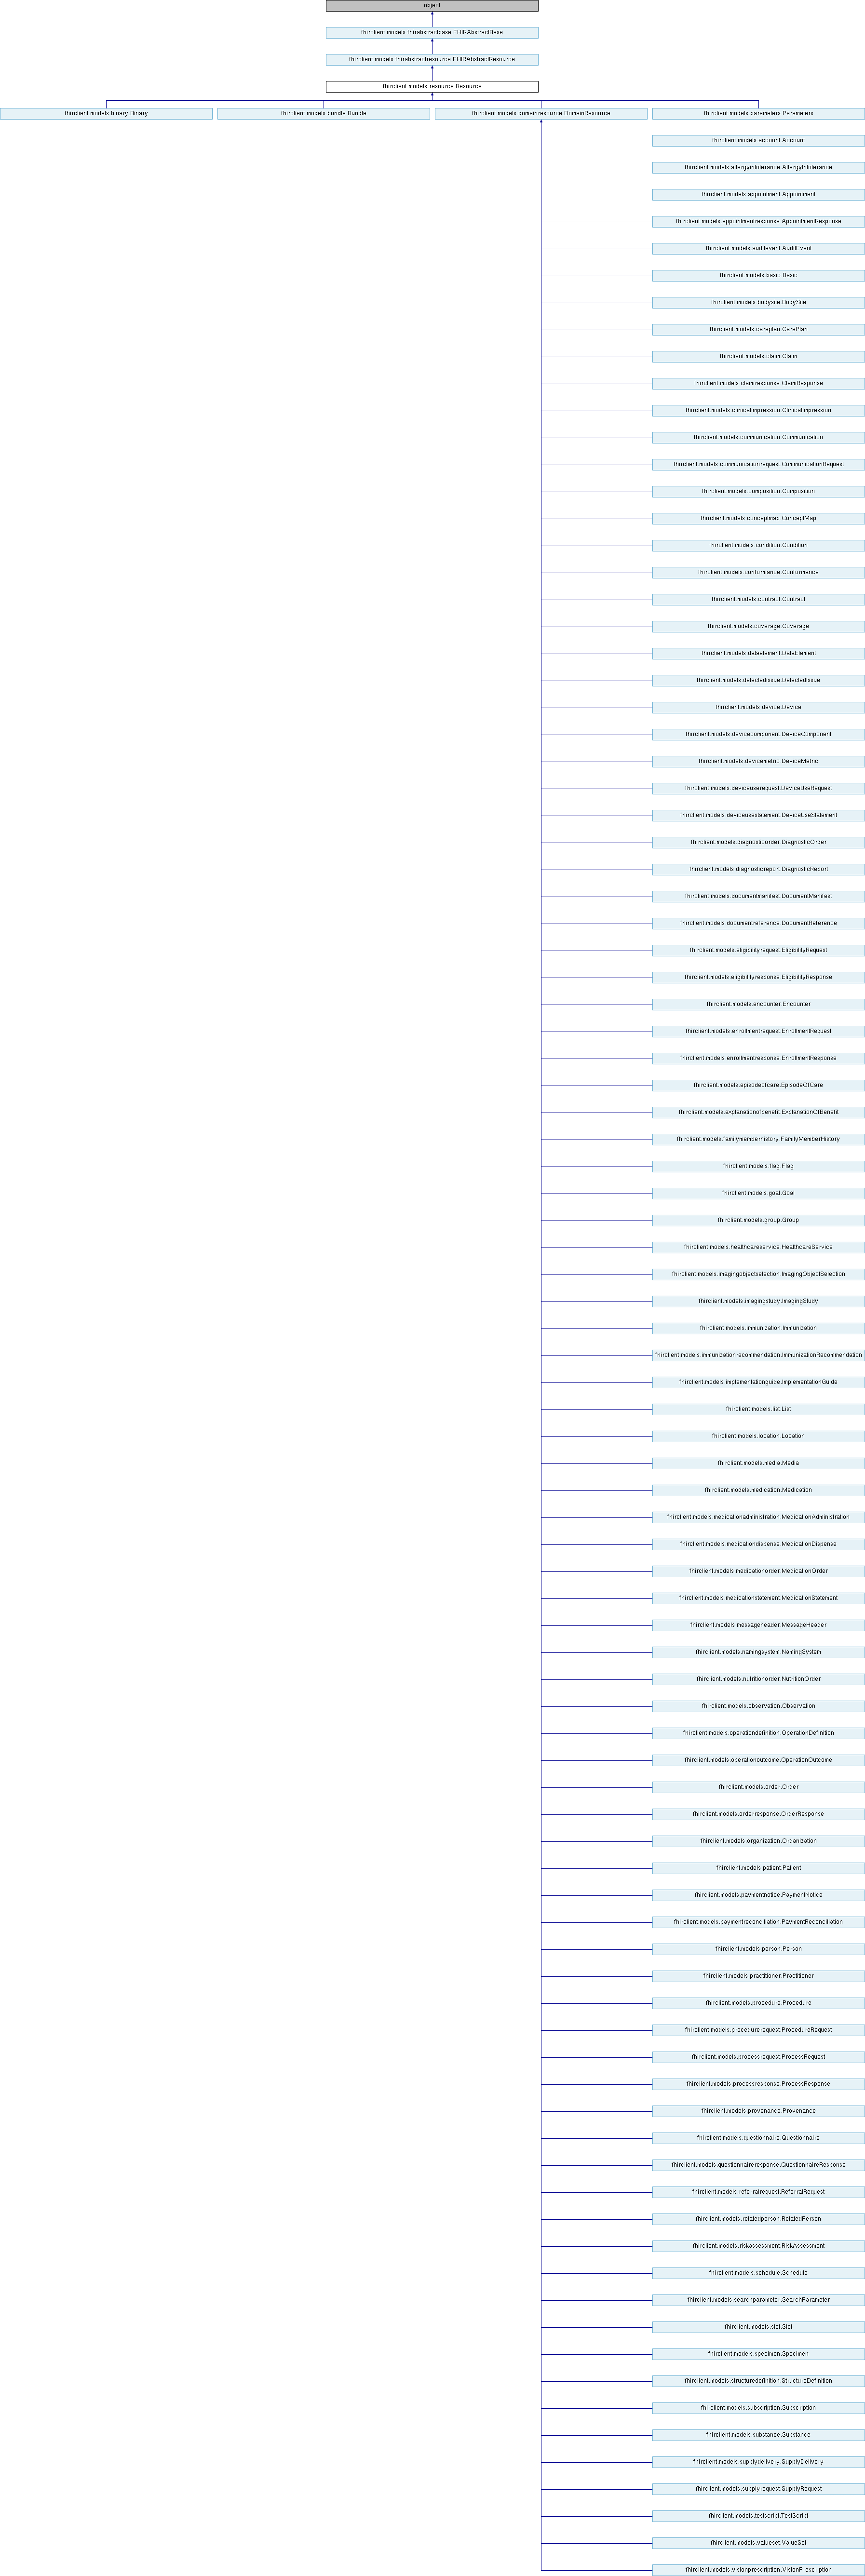 object
fhirclient.models.fhirabstractbase.FHIRAbstractBase
fhirclient.models.fhirabstractresource.FHIRAbstractResource
fhirclient.models.resource.Resource
fhirclient.models.binary.Binary
fhirclient.models.bundle.Bundle
fhirclient.models.domainresource.DomainResource
fhirclient.models.parameters.Parameters
fhirclient.models.account.Account
fhirclient.models.allergyintolerance.AllergyIntolerance
fhirclient.models.appointment.Appointment
fhirclient.models.appointmentresponse.AppointmentResponse
fhirclient.models.auditevent.AuditEvent
fhirclient.models.basic.Basic
fhirclient.models.bodysite.BodySite
fhirclient.models.careplan.CarePlan
fhirclient.models.claim.Claim
fhirclient.models.claimresponse.ClaimResponse
fhirclient.models.clinicalimpression.ClinicalImpression
fhirclient.models.communication.Communication
fhirclient.models.communicationrequest.CommunicationRequest
fhirclient.models.composition.Composition
fhirclient.models.conceptmap.ConceptMap
fhirclient.models.condition.Condition
fhirclient.models.conformance.Conformance
fhirclient.models.contract.Contract
fhirclient.models.coverage.Coverage
fhirclient.models.dataelement.DataElement
fhirclient.models.detectedissue.DetectedIssue
fhirclient.models.device.Device
fhirclient.models.devicecomponent.DeviceComponent
fhirclient.models.devicemetric.DeviceMetric
fhirclient.models.deviceuserequest.DeviceUseRequest
fhirclient.models.deviceusestatement.DeviceUseStatement
fhirclient.models.diagnosticorder.DiagnosticOrder
fhirclient.models.diagnosticreport.DiagnosticReport
fhirclient.models.documentmanifest.DocumentManifest
fhirclient.models.documentreference.DocumentReference
fhirclient.models.eligibilityrequest.EligibilityRequest
fhirclient.models.eligibilityresponse.EligibilityResponse
fhirclient.models.encounter.Encounter
fhirclient.models.enrollmentrequest.EnrollmentRequest
fhirclient.models.enrollmentresponse.EnrollmentResponse
fhirclient.models.episodeofcare.EpisodeOfCare
fhirclient.models.explanationofbenefit.ExplanationOfBenefit
fhirclient.models.familymemberhistory.FamilyMemberHistory
fhirclient.models.flag.Flag
fhirclient.models.goal.Goal
fhirclient.models.group.Group
fhirclient.models.healthcareservice.HealthcareService
fhirclient.models.imagingobjectselection.ImagingObjectSelection
fhirclient.models.imagingstudy.ImagingStudy
fhirclient.models.immunization.Immunization
fhirclient.models.immunizationrecommendation.ImmunizationRecommendation
fhirclient.models.implementationguide.ImplementationGuide
fhirclient.models.list.List
fhirclient.models.location.Location
fhirclient.models.media.Media
fhirclient.models.medication.Medication
fhirclient.models.medicationadministration.MedicationAdministration
fhirclient.models.medicationdispense.MedicationDispense
fhirclient.models.medicationorder.MedicationOrder
fhirclient.models.medicationstatement.MedicationStatement
fhirclient.models.messageheader.MessageHeader
fhirclient.models.namingsystem.NamingSystem
fhirclient.models.nutritionorder.NutritionOrder
fhirclient.models.observation.Observation
fhirclient.models.operationdefinition.OperationDefinition
fhirclient.models.operationoutcome.OperationOutcome
fhirclient.models.order.Order
fhirclient.models.orderresponse.OrderResponse
fhirclient.models.organization.Organization
fhirclient.models.patient.Patient
fhirclient.models.paymentnotice.PaymentNotice
fhirclient.models.paymentreconciliation.PaymentReconciliation
fhirclient.models.person.Person
fhirclient.models.practitioner.Practitioner
fhirclient.models.procedure.Procedure
fhirclient.models.procedurerequest.ProcedureRequest
fhirclient.models.processrequest.ProcessRequest
fhirclient.models.processresponse.ProcessResponse
fhirclient.models.provenance.Provenance
fhirclient.models.questionnaire.Questionnaire
fhirclient.models.questionnaireresponse.QuestionnaireResponse
fhirclient.models.referralrequest.ReferralRequest
fhirclient.models.relatedperson.RelatedPerson
fhirclient.models.riskassessment.RiskAssessment
fhirclient.models.schedule.Schedule
fhirclient.models.searchparameter.SearchParameter
fhirclient.models.slot.Slot
fhirclient.models.specimen.Specimen
fhirclient.models.structuredefinition.StructureDefinition
fhirclient.models.subscription.Subscription
fhirclient.models.substance.Substance
fhirclient.models.supplydelivery.SupplyDelivery
fhirclient.models.supplyrequest.SupplyRequest
fhirclient.models.testscript.TestScript
fhirclient.models.valueset.ValueSet
fhirclient.models.visionprescription.VisionPrescription